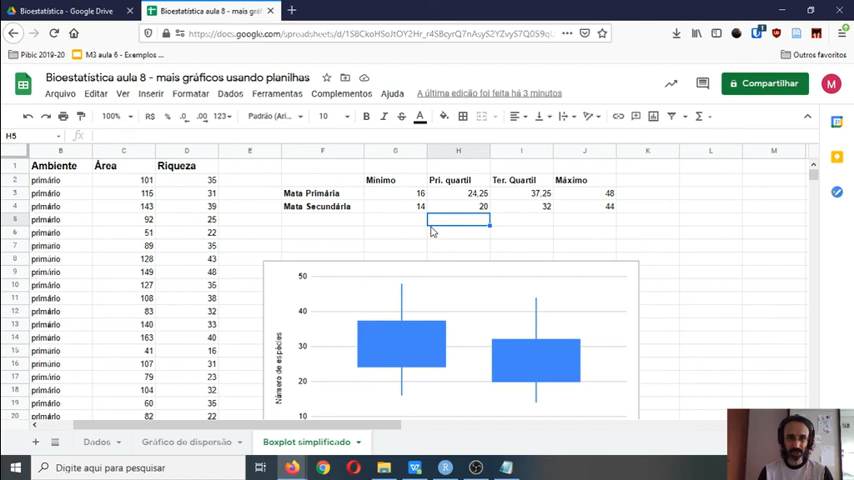 Bioestatística – Google Drive
Bioestatística aula 8 - mais gráf
https://docs.google.com/spreadsheets/d/1S8CkoHSoJtOY2Hr_r4SBcyrQ7nAsyS2YZvyS7Q0S9qU
Pibic 2019-20
M3 aula 6 - Exemplos ...
Outros favoritos
Bioestatística aula 8 - mais gráficos usando planilhas
Arquivo Editar Ver Inserir Formatar Dados Ferramentas Complementos Ajuda
A última edição foi feita há 3 minutos
Compartilhar
M
100% R$ % .0 .00 123 Padrão (Ari... 10 B I S A
H5 fx
B C D E F G H I J K L M
1 Ambiente Área Riqueza
2 primário 101 35 Mínimo Pri. quartil Ter. Quartil Máximo
3 primário 115 31 Mata Primária 16 24,25 37,25 48
4 primário 143 39 Mata Secundária 14 20 32 44
5 primário 92 25
6 primário 51 22
7 primário 89 35
8 primário 128 43
9 primário 149 48
10 primário 127 35
11 primário 108 38
12 primário 83 32
13 primário 140 33
14 primário 163 40
15 primário 41 16
16 primário 107 31
17 primário 79 23
18 primário 104 32
19 primário 60 35
20 primário 82 22
50
40
30
20
10
Número de espécies
Dados Gráfico de dispersão Boxplot simplificado
Digite aqui para pesquisar